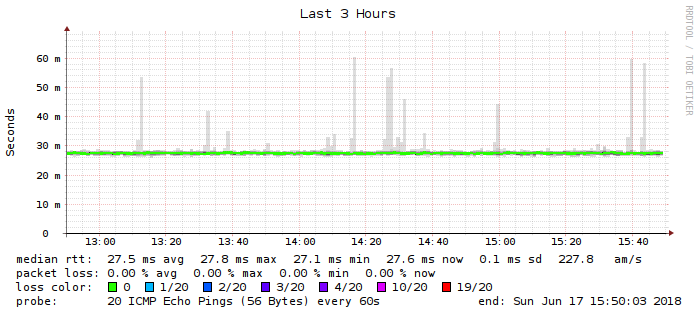 Last 3 Hours
RRDTOOL / TOBI OETIKER
Seconds
60 m
50 m
40 m
30 m
20 m
10 m
0
13:00 13:20 13:40 14:00 14:20 14:40 15:00 15:20 15:40
median rtt: 27.5 ms avg 27.8 ms max 27.1 ms min 27.6 ms now 0.1 ms sd 227.8 am/s
packet loss: 0.00 % avg 0.00 % max 0.00 % min 0.00 % now
loss color: 0 1/20 2/20 3/20 4/20 10/20 19/20
probe: 20 ICMP Echo Pings (56 Bytes) every 60s end: Sun Jun 17 15:50:03 2018